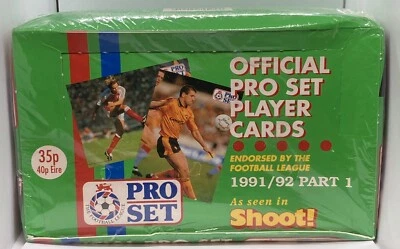 OFFICIAL
PRO SET
PLAYER
CARDS
ENDORSED BY THE
FOOTBALL LEAGUE
1991/92 PART 1
As seen in
Shoot!
35p
40p Eire
PRO
SET